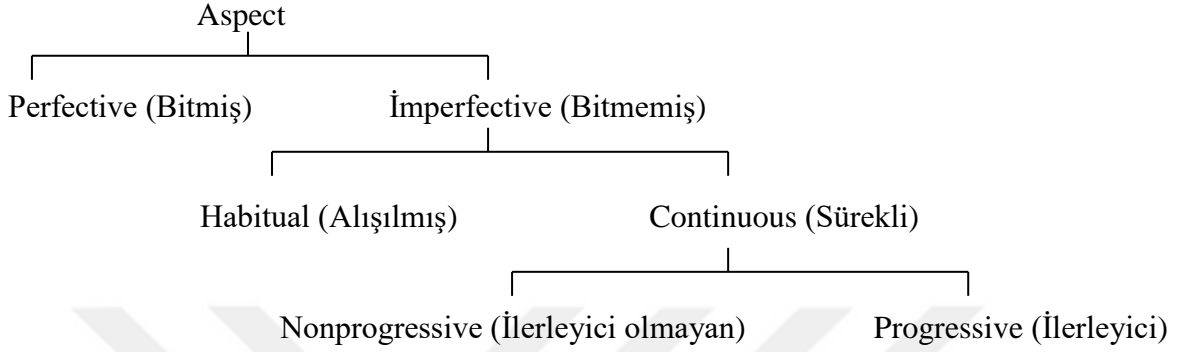 Aspect
Perfective (Bitmiş) İmperfective (Bitmemiş)
Habitual (Alışılmış) Continuous (Sürekli)
Nonprogressive (İlerleyici olmayan) Progressive (İlerleyici)